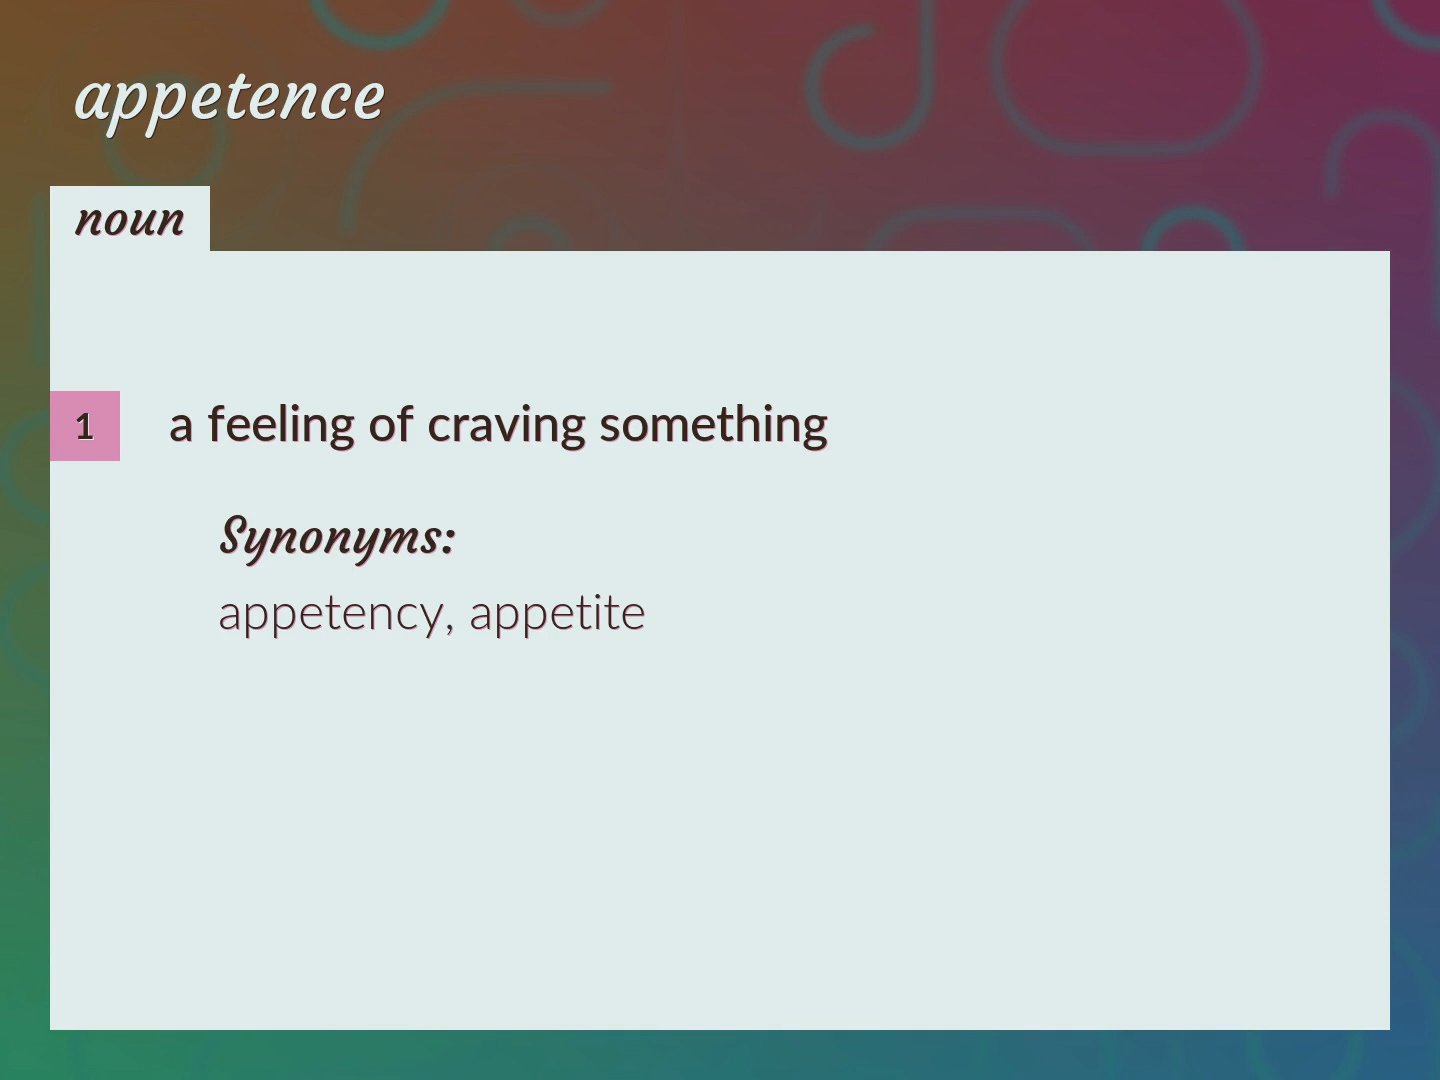 appetence
noun
1 a feeling of craving something
Synonyms:
appetency, appetite